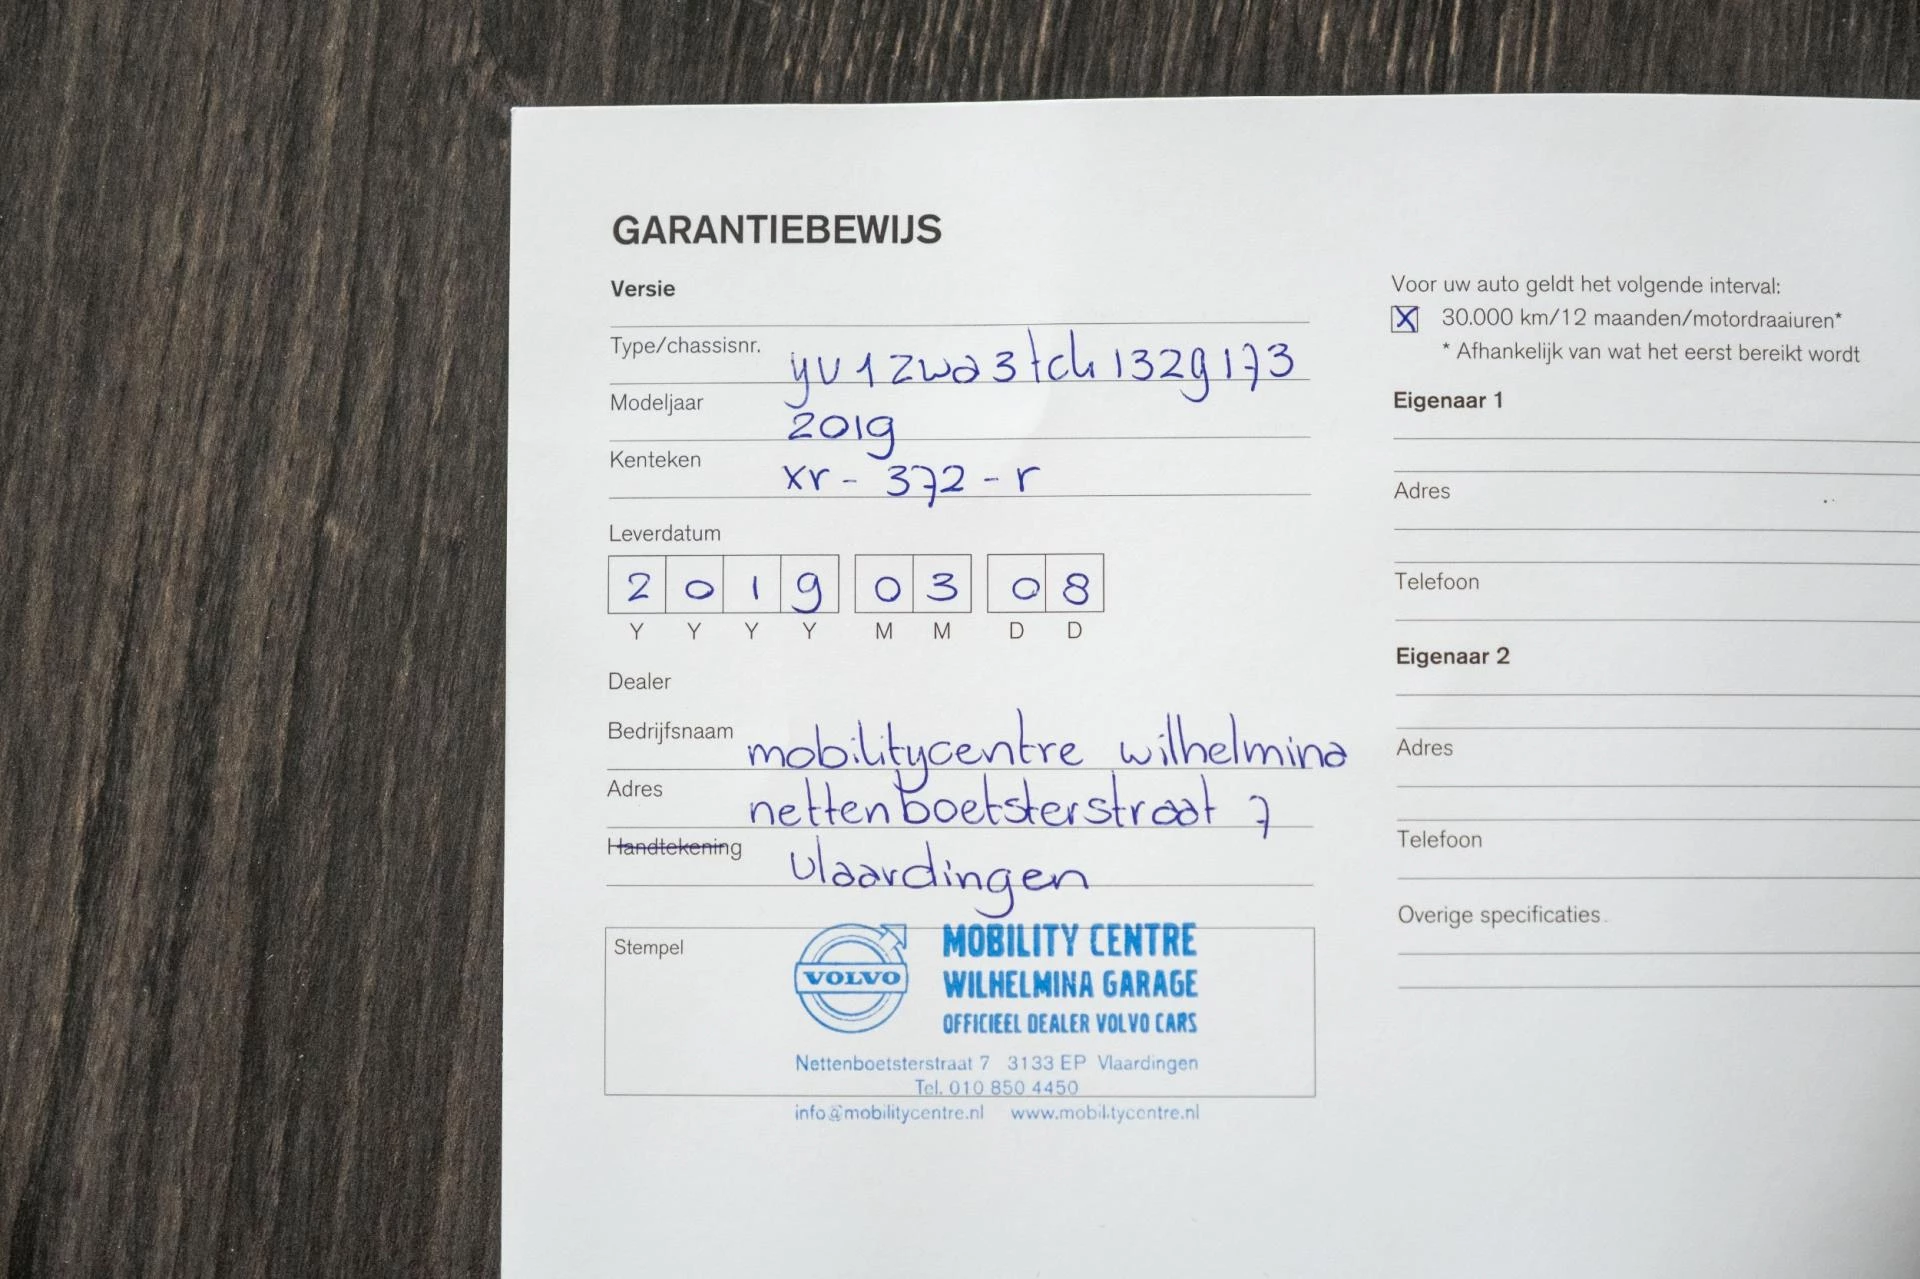 GARANTIEBEWIJS
Versie
Type/chassisnr. yv1zwa3tck1329173
Modeljaar 2019
Kenteken xr - 372 - r
Leverdatum
2 0 1 9 0 3 0 8
Y Y Y Y M M D D
Dealer
Bedrijfsnaam mobilitycentre wilhelmina
Adres nettenboetsterstraat 7
Handtekening vlaardingen
Stempel
VOLVO
MOBILITY CENTRE
WILHELMINA GARAGE
OFFICIEEL DEALER VOLVO CARS
Nettenboetsterstraat 7 3133 EP Vlaardingen
Tel. 010 850 4450
info@mobilitycentre.nl www.mobilitycentre.nl
Voor uw auto geldt het volgende interval:
X 30.000 km/12 maanden/motordraaiuren*
* Afhankelijk van wat het eerst bereikt wordt
Eigenaar 1
Adres
Telefoon
Eigenaar 2
Adres
Telefoon
Overige specificaties